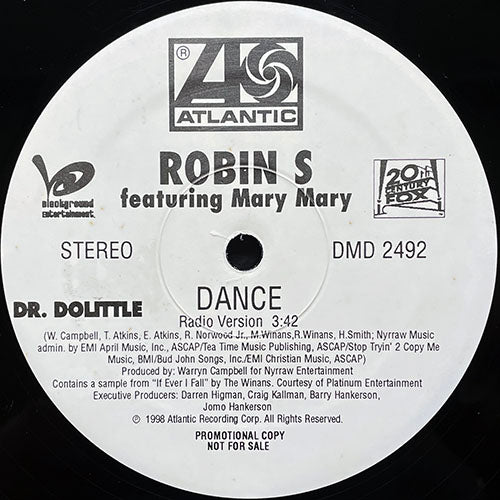 ®
ATLANTIC
ROBIN S
featuring Mary Mary
Blackground
Entertainment.
20th
CENTURY
FOX
STEREO
DMD 2492
DR. DOLITTLE
DANCE
Radio Version 3:42
(W. Campbell, T. Atkins, E. Atkins, R. Norwood Jr., M.Winans,R.Winans, H.Smith; Nyrraw Music
admin. by EMI April Music, Inc., ASCAP/Tea Time Music Publishing, ASCAP/Stop Tryin' 2 Copy Me
Music, BMI/Bud John Songs, Inc./EMI Christian Music, ASCAP)
Produced by: Warryn Campbell for Nyrraw Entertainment
Contains a sample from "If Ever I Fall" by The Winans. Courtesy of Platinum Entertainment
Executive Producers: Darren Higman, Craig Kallman, Barry Hankerson,
Jomo Hankerson
℗ 1998 Atlantic Recording Corp. All Rights Reserved.
PROMOTIONAL COPY
NOT FOR SALE